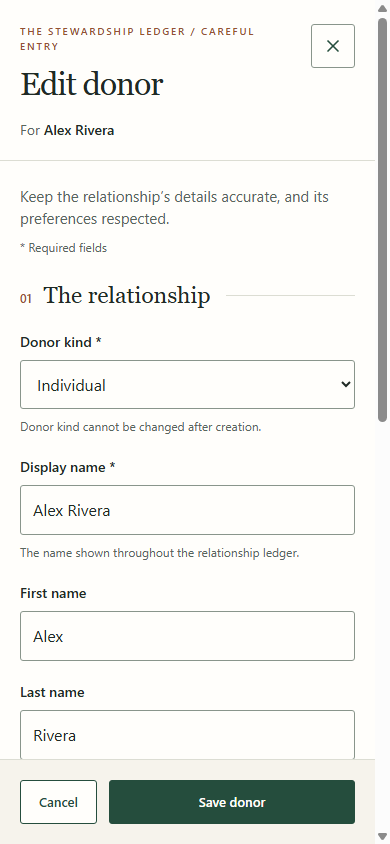 THE STEWARDSHIP LEDGER / CAREFUL
ENTRY
Edit donor
For Alex Rivera
Keep the relationship's details accurate, and its
preferences respected.
* Required fields
01 The relationship
Donor kind *
Individual
Donor kind cannot be changed after creation.
Display name *
Alex Rivera
The name shown throughout the relationship ledger.
First name
Alex
Last name
Rivera
Cancel Save donor